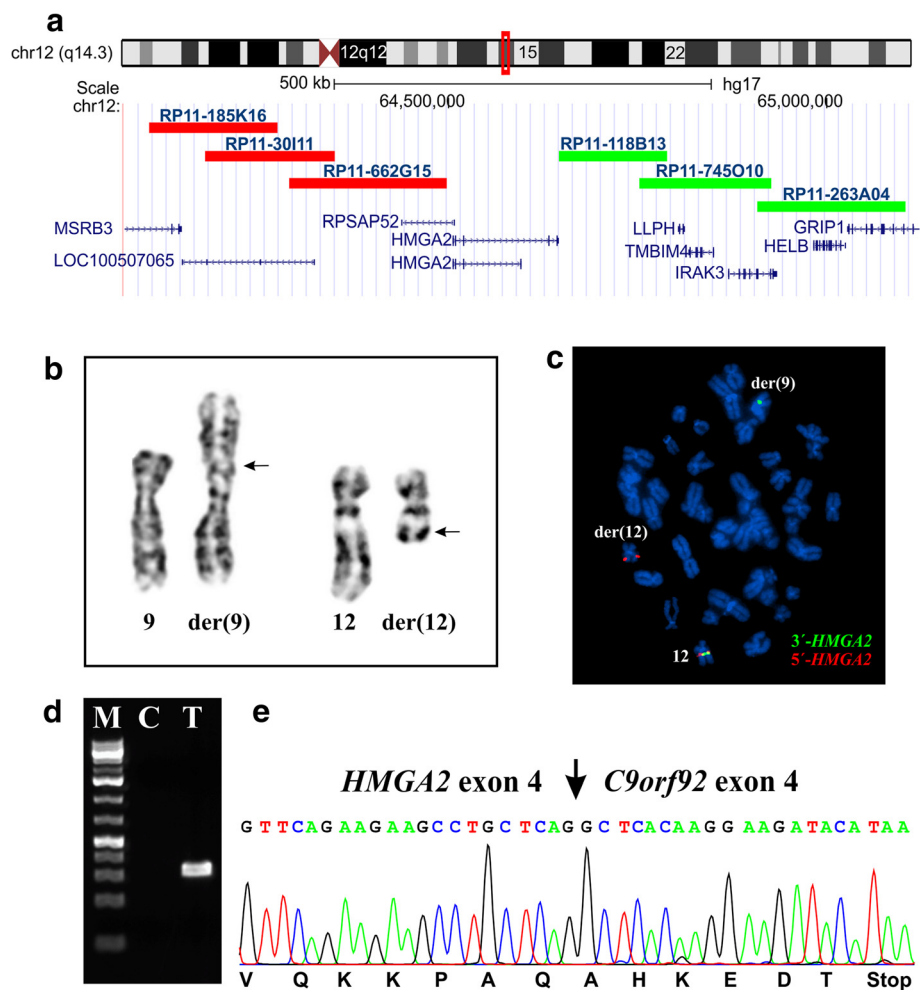 a
chr12 (q14.3) 12q12 15 22
Scale 500 kb hg17
chr12: 64,500,000 65,000,000
RP11-185K16
RP11-30I11 RP11-118B13
RP11-662G15 RP11-745O10
RP11-263A04
MSRB3 RPSAP52 LLPH GRIP1
HMGA2 TMBIM4 HELB
LOC100507065 HMGA2 IRAK3
b
9 der(9) 12 der(12)
c
der(9)
der(12)
12
3´-HMGA2
5´-HMGA2
d
M C T
e
HMGA2 exon 4 C9orf92 exon 4
G T T C A G A A G A A G C C T G C T C A G G C T C A C A A G G A A G A T A C A T A A
V Q K K P A Q A H K E D T Stop